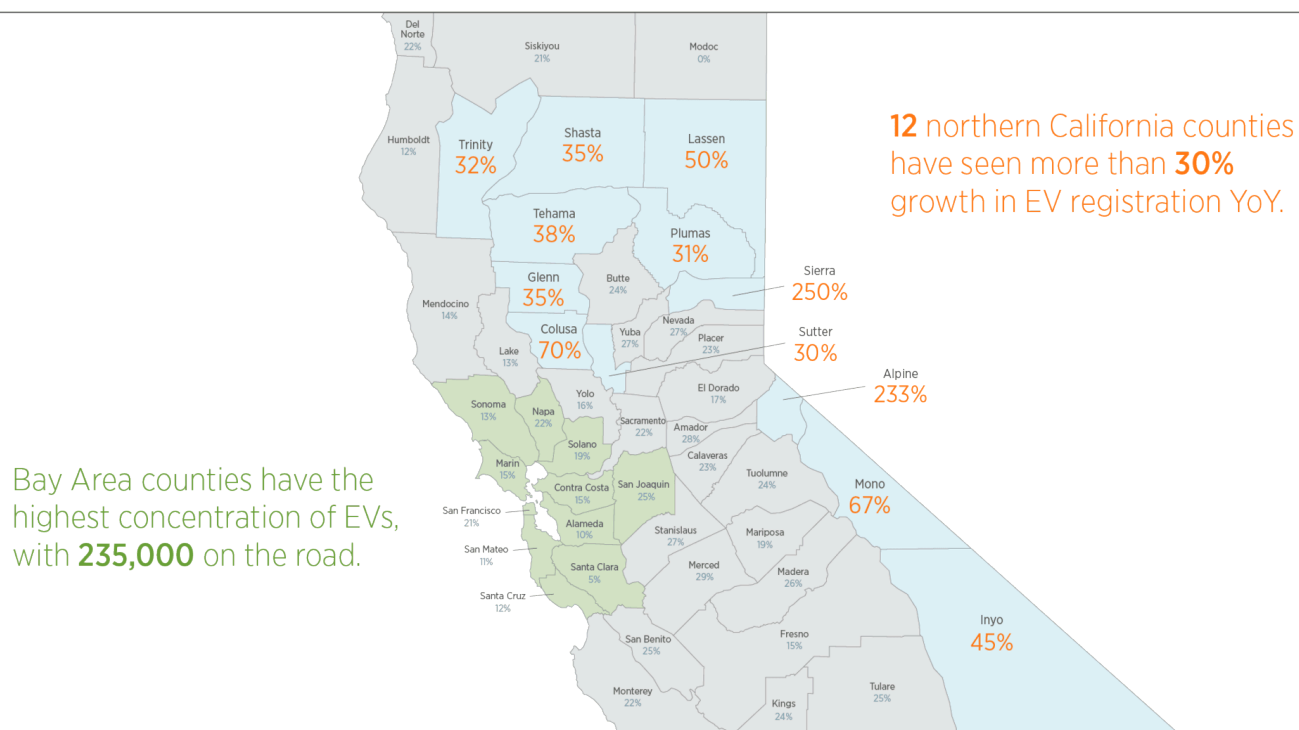 Del
Norte
22%
Siskiyou
21%
Modoc
0%
Humboldt
12%
Trinity
32%
Shasta
35%
Lassen
50%
12 northern California counties
have seen more than 30%
growth in EV registration YoY.
Tehama
38%
Plumas
31%
Glenn
35%
Butte
24%
Sierra
250%
Mendocino
14%
Lake
13%
Colusa
70%
Yuba
27%
Nevada
27%
Placer
23%
Sutter
30%
Alpine
233%
Sonoma
13%
Napa
22%
Yolo
16%
El Dorado
17%
Sacramento
22%
Amador
28%
Solano
19%
Calaveras
23%
Marin
15%
Tuolumne
24%
Contra Costa
15%
San Joaquin
25%
Mono
67%
Bay Area counties have the
highest concentration of EVs,
with 235,000 on the road.
San Francisco
21%
Alameda
10%
Stanislaus
27%
Mariposa
19%
San Mateo
11%
Santa Clara
5%
Merced
29%
Madera
26%
Santa Cruz
12%
Inyo
45%
San Benito
25%
Fresno
15%
Monterey
22%
Kings
24%
Tulare
25%